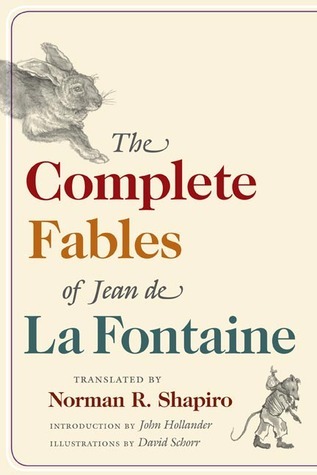 The
Complete
Fables
of Jean de
La Fontaine
TRANSLATED BY
Norman R. Shapiro
INTRODUCTION BY John Hollander
ILLUSTRATIONS BY David Schorr